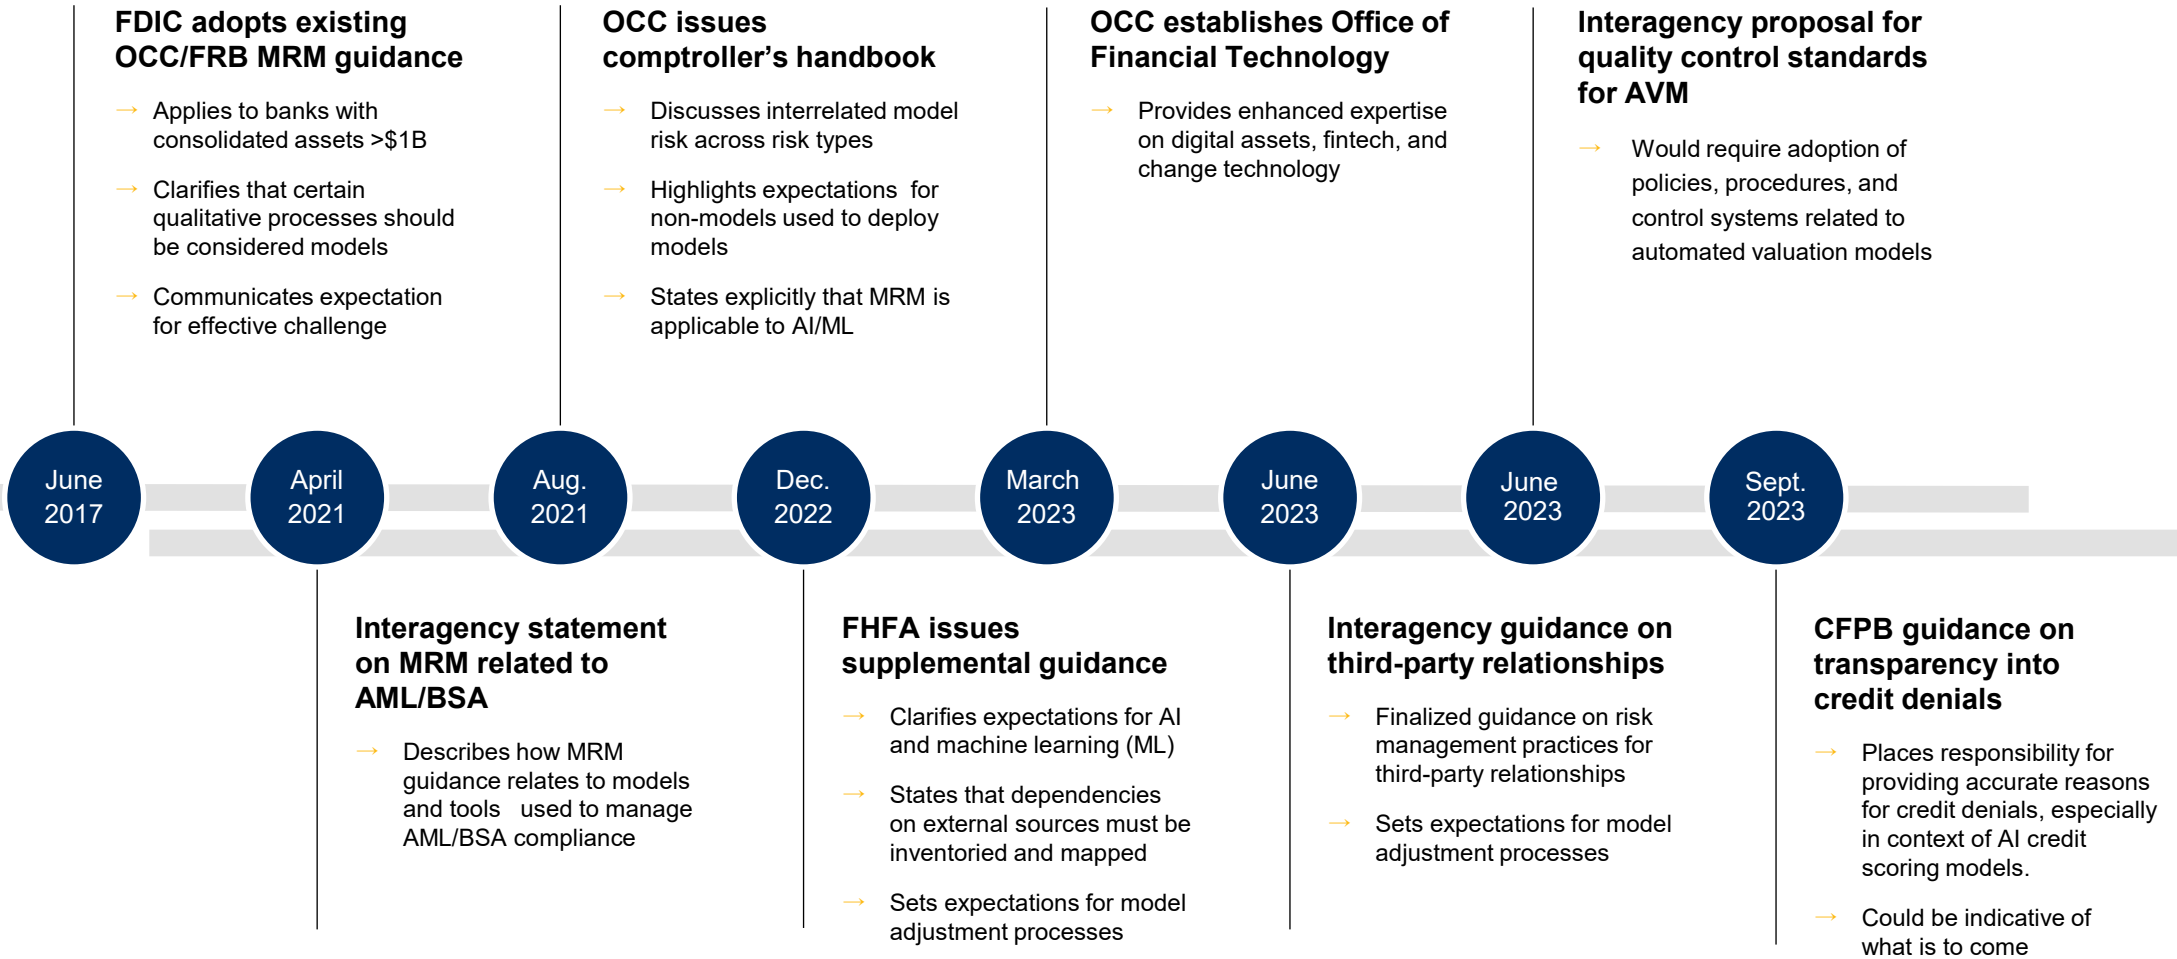 FDIC adopts existing
OCC/FRB MRM guidance
→ Applies to banks with
consolidated assets >$1B
→ Clarifies that certain
qualitative processes should
be considered models
→ Communicates expectation
for effective challenge
OCC issues
comptroller’s handbook
→ Discusses interrelated model
risk across risk types
→ Highlights expectations for
non-models used to deploy
models
→ States explicitly that MRM is
applicable to AI/ML
OCC establishes Office of
Financial Technology
→ Provides enhanced expertise
on digital assets, fintech, and
change technology
Interagency proposal for
quality control standards
for AVM
→ Would require adoption of
policies, procedures, and
control systems related to
automated valuation models
June
2017
April
2021
Aug.
2021
Dec.
2022
March
2023
June
2023
June
2023
Sept.
2023
Interagency statement
on MRM related to
AML/BSA
→ Describes how MRM
guidance relates to models
and tools used to manage
AML/BSA compliance
FHFA issues
supplemental guidance
→ Clarifies expectations for AI
and machine learning (ML)
→ States that dependencies
on external sources must be
inventoried and mapped
→ Sets expectations for model
adjustment processes
Interagency guidance on
third-party relationships
→ Finalized guidance on risk
management practices for
third-party relationships
→ Sets expectations for model
adjustment processes
CFPB guidance on
transparency into
credit denials
→ Places responsibility for
providing accurate reasons
for credit denials, especially
in context of AI credit
scoring models.
→ Could be indicative of
what is to come